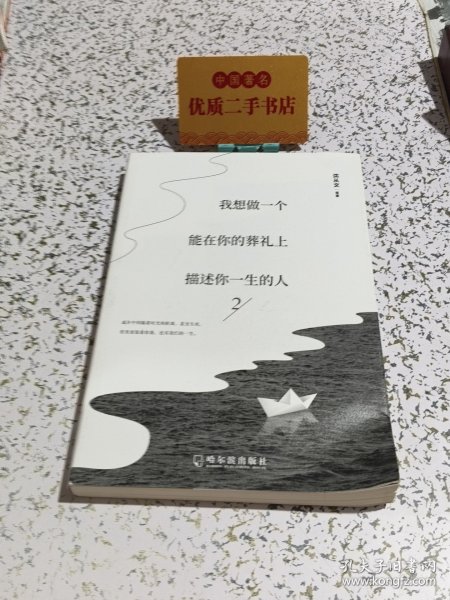 中国著名
优质二手书店
我想做一个
能在你的葬礼上
描述你一生的人
2
哈尔滨出版社
孔夫子旧书网
www.kongfz.com